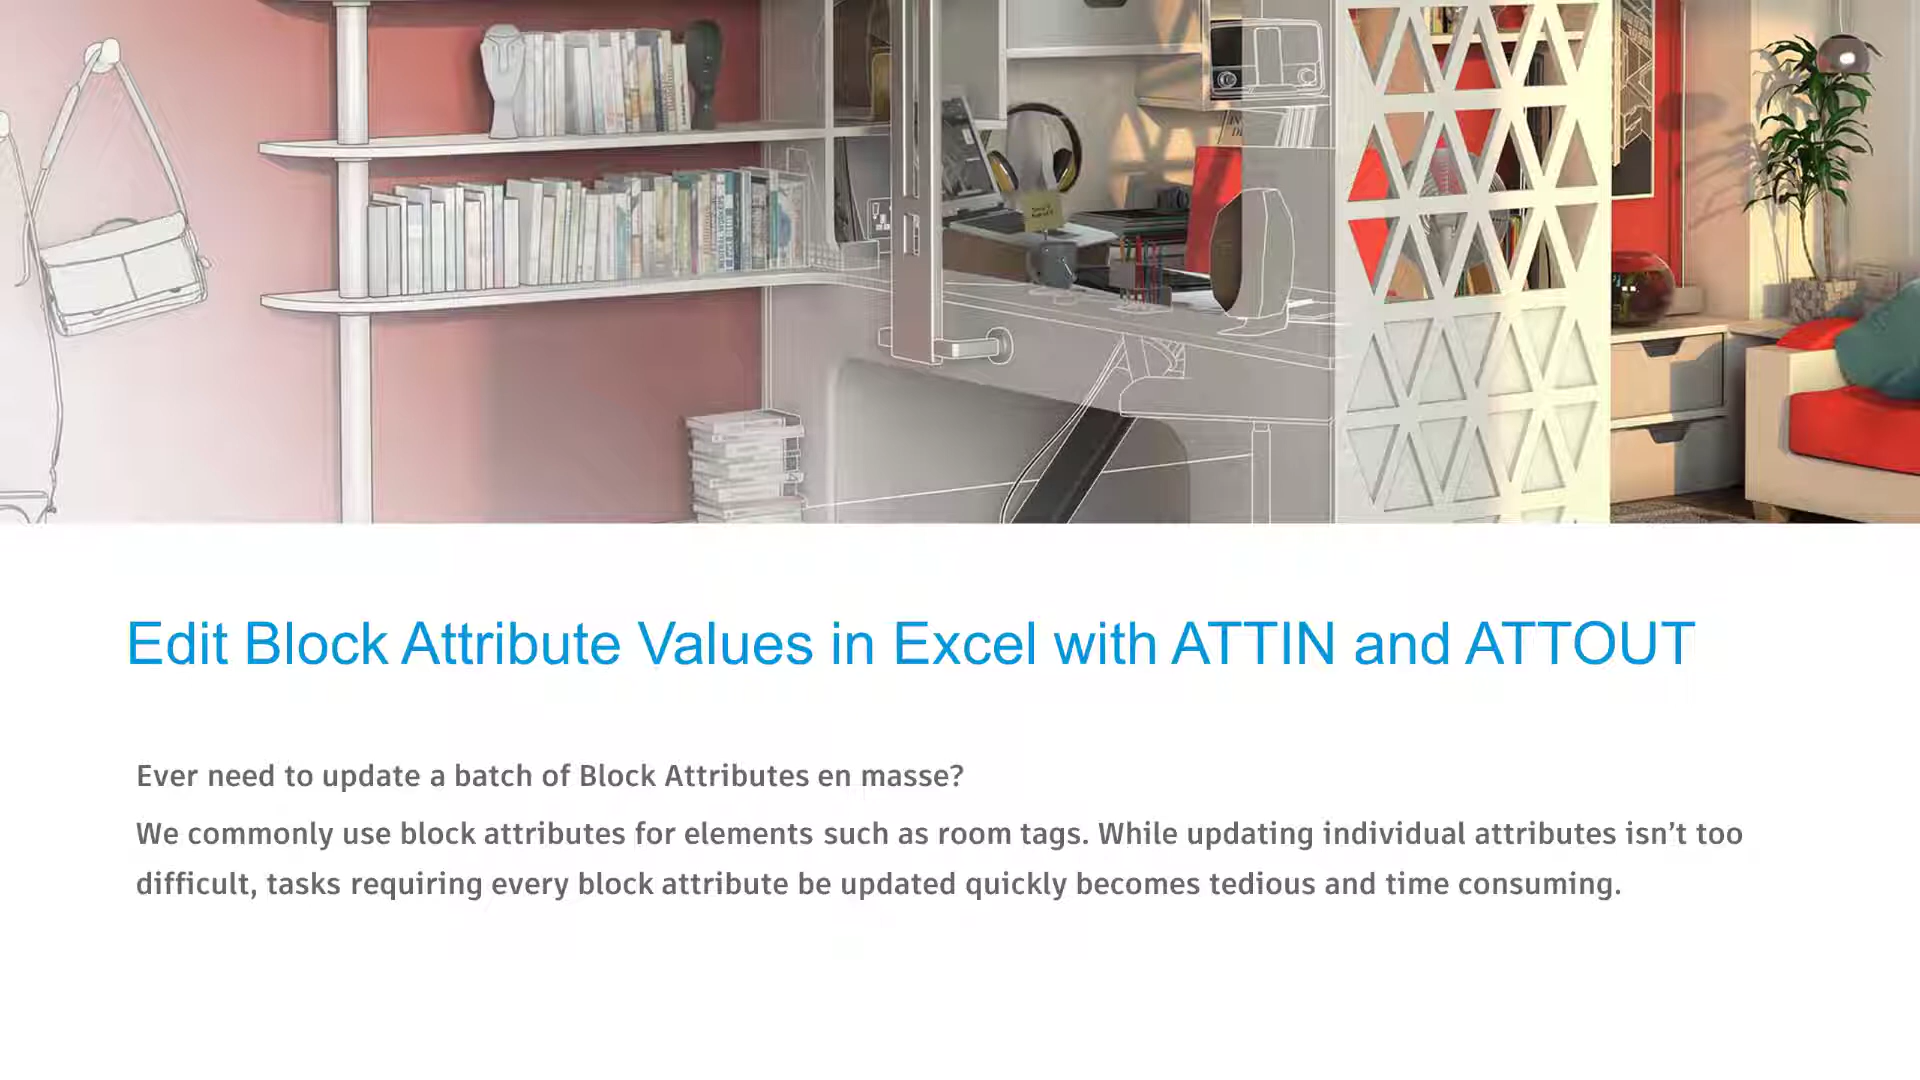 Edit Block Attribute Values in Excel with ATTIN and ATTOUT
Ever need to update a batch of Block Attributes en masse?
We commonly use block attributes for elements such as room tags. While updating individual attributes isn’t too
difficult, tasks requiring every block attribute be updated quickly becomes tedious and time consuming.